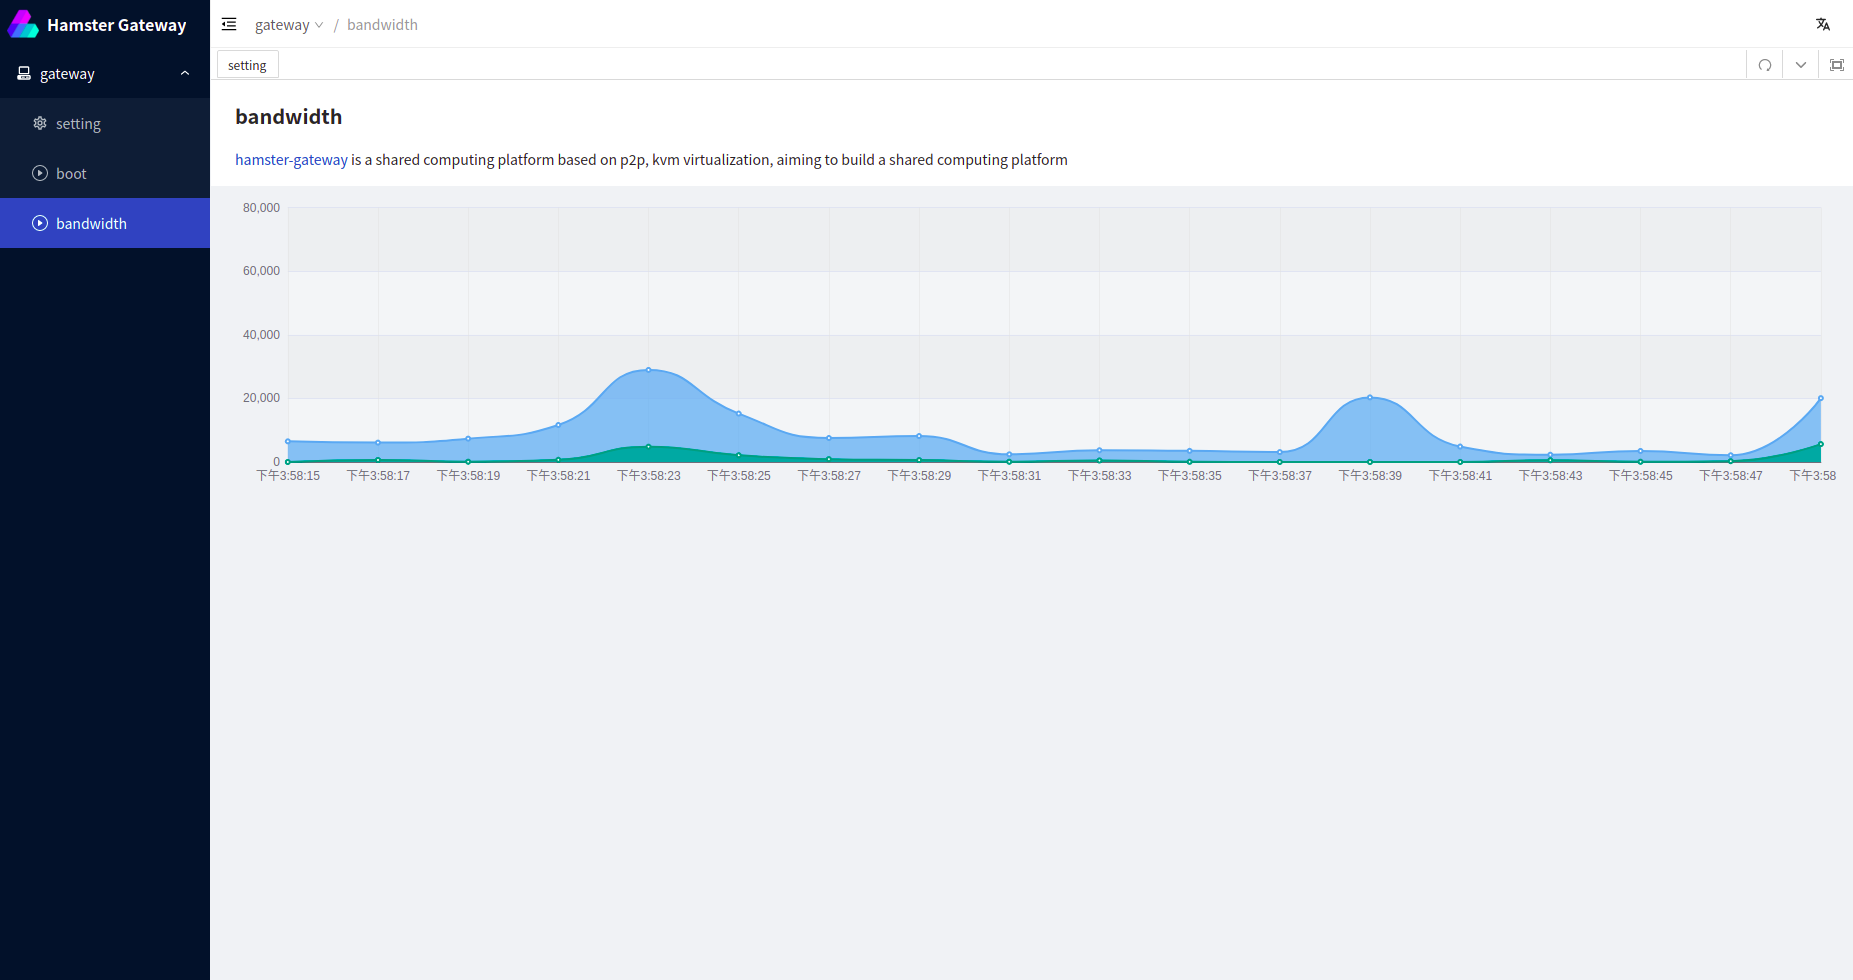 Hamster Gateway
gateway
setting
boot
bandwidth
gateway / bandwidth
setting
bandwidth
hamster-gateway is a shared computing platform based on p2p, kvm virtualization, aiming to build a shared computing platform
80,000
60,000
40,000
20,000
0
下午3:58:15 下午3:58:17 下午3:58:19 下午3:58:21 下午3:58:23 下午3:58:25 下午3:58:27 下午3:58:29 下午3:58:31 下午3:58:33 下午3:58:35 下午3:58:37 下午3:58:39 下午3:58:41 下午3:58:43 下午3:58:45 下午3:58:47 下午3:58